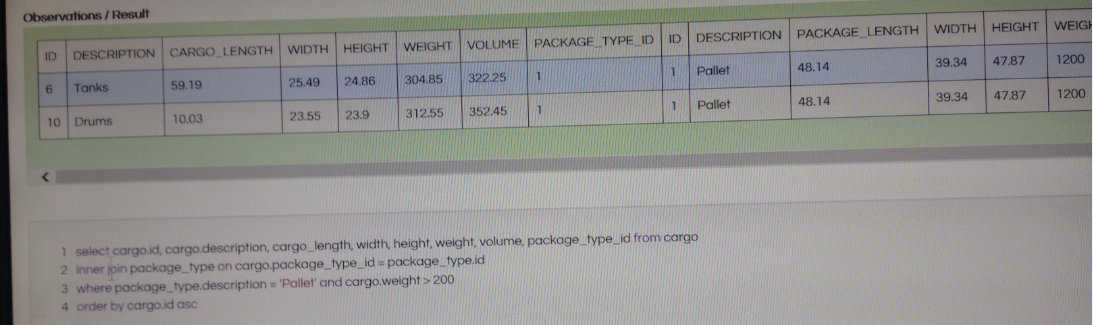 Observations / Result
ID DESCRIPTION CARGO_LENGTH WIDTH HEIGHT WEIGHT VOLUME PACKAGE_TYPE_ID ID DESCRIPTION PACKAGE_LENGTH WIDTH HEIGHT WEIGH
6 Tanks 59.19 25.49 24.86 304.85 322.25 1 1 Pallet 48.14 39.34 47.87 1200
10 Drums 10.03 23.55 23.9 312.55 352.45 1 1 Pallet 48.14 39.34 47.87 1200
1 select cargo.id, cargo.description, cargo_length, width, height, weight, volume, package_type_id from cargo
2 inner join package_type on cargo.package_type_id = package_type.id
3 where package_type.description = 'Pallet' and cargo.weight > 200
4 order by cargo.id asc